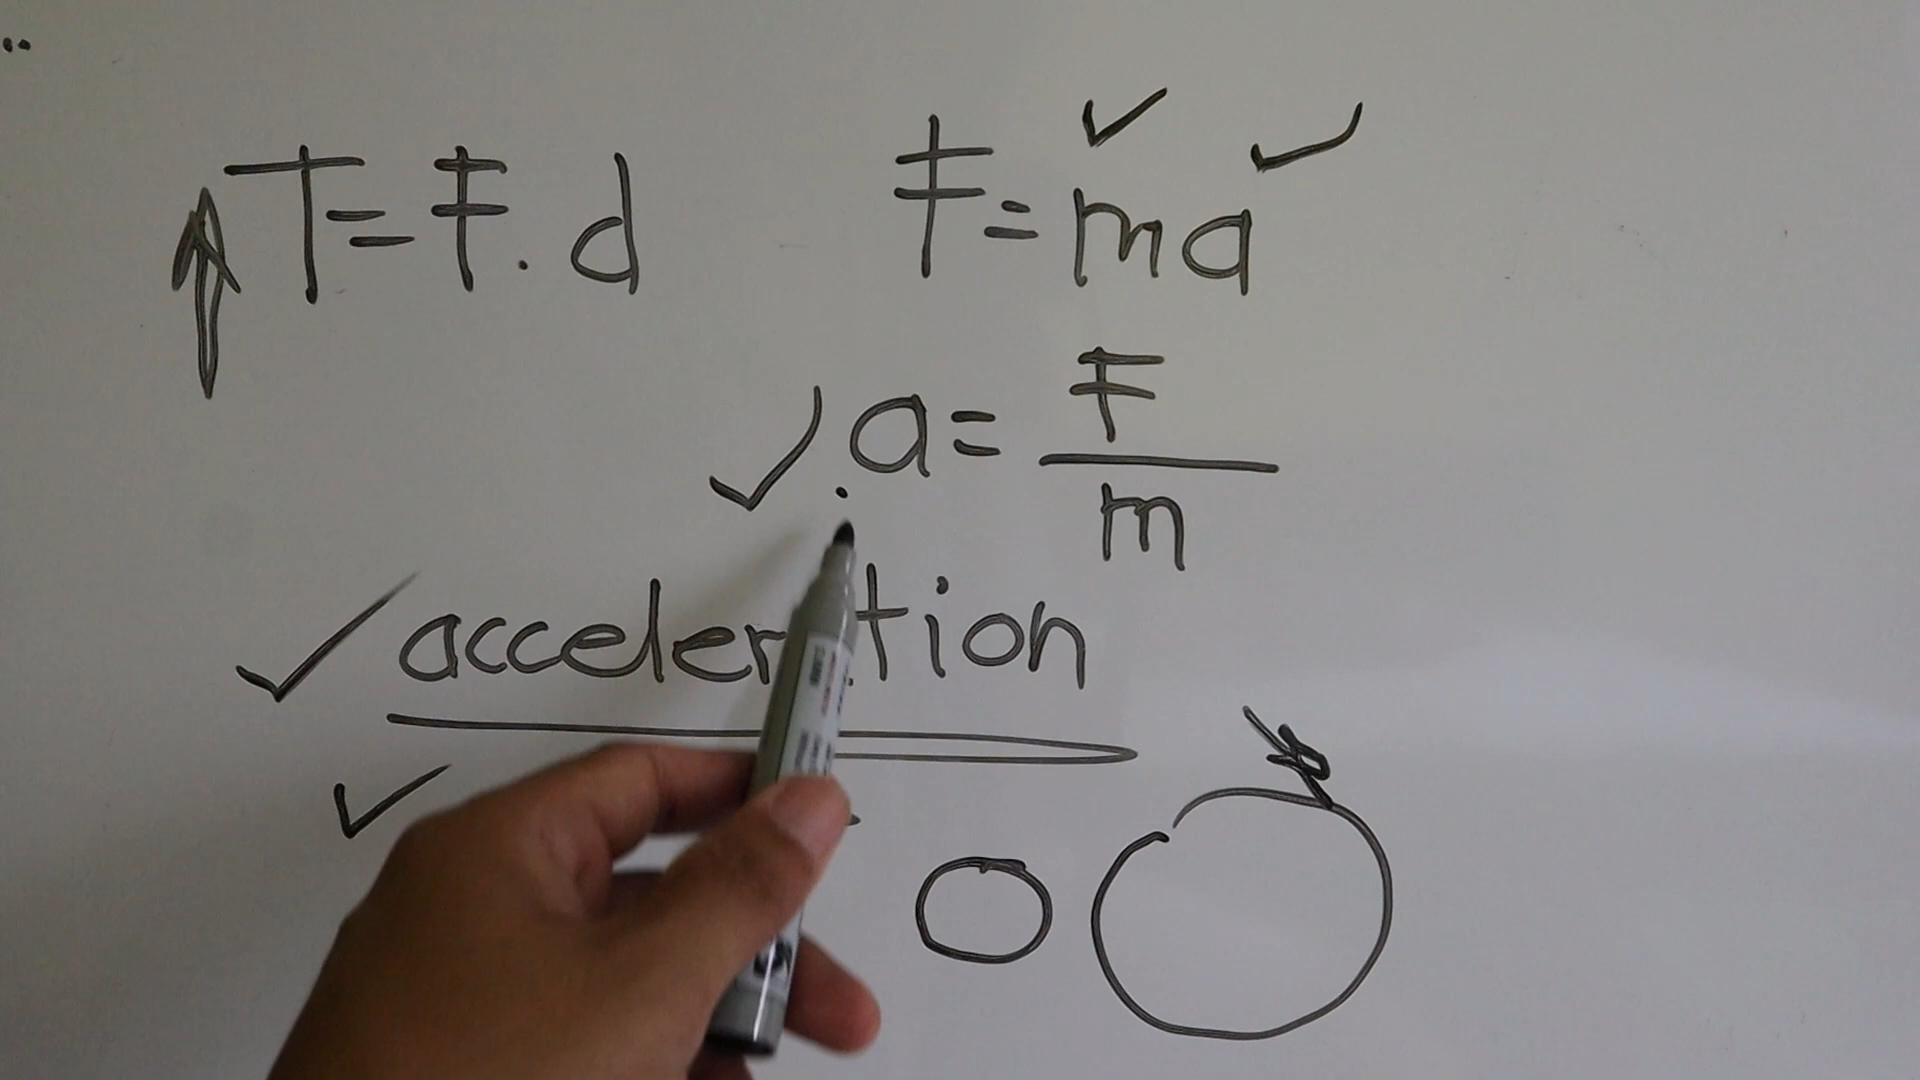 T = F . d
F = ma
a = F/m
acceleration